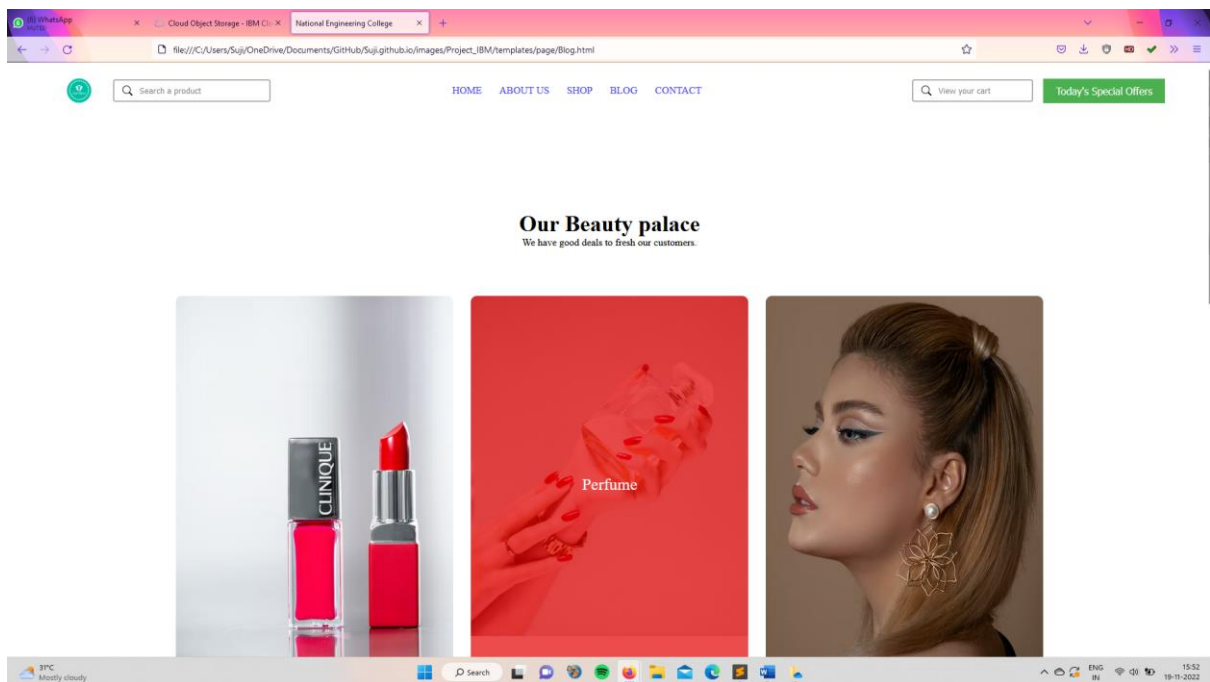 (6) WhatsApp
MUTED
Cloud Object Storage - IBM Clo
National Engineering College
file:///C:/Users/Suji/OneDrive/Documents/GitHub/Suji.github.io/images/Project_IBM/templates/page/Blog.html
Search a product
HOME ABOUT US SHOP BLOG CONTACT
View your cart
Today's Special Offers
Our Beauty palace
We have good deals to fresh our customers.
CLINIQUE
Perfume
31°C
Mostly cloudy
Search
ENG
IN
15:52
19-11-2022